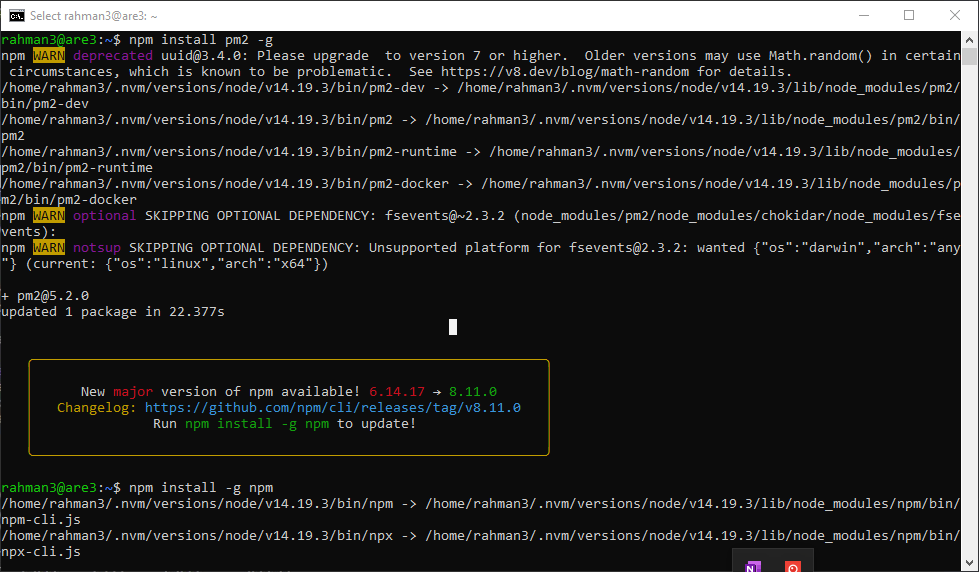 Select rahman3@are3: ~
rahman3@are3:~$ npm install pm2 -g
npm WARN deprecated uuid@3.4.0: Please upgrade  to version 7 or higher.  Older versions may use Math.random() in certain
 circumstances, which is known to be problematic.  See https://v8.dev/blog/math-random for details.
/home/rahman3/.nvm/versions/node/v14.19.3/bin/pm2-dev -> /home/rahman3/.nvm/versions/node/v14.19.3/lib/node_modules/pm2/
bin/pm2-dev
/home/rahman3/.nvm/versions/node/v14.19.3/bin/pm2 -> /home/rahman3/.nvm/versions/node/v14.19.3/lib/node_modules/pm2/bin/
pm2
/home/rahman3/.nvm/versions/node/v14.19.3/bin/pm2-runtime -> /home/rahman3/.nvm/versions/node/v14.19.3/lib/node_modules/
pm2/bin/pm2-runtime
/home/rahman3/.nvm/versions/node/v14.19.3/bin/pm2-docker -> /home/rahman3/.nvm/versions/node/v14.19.3/lib/node_modules/p
m2/bin/pm2-docker
npm WARN optional SKIPPING OPTIONAL DEPENDENCY: fsevents@~2.3.2 (node_modules/pm2/node_modules/chokidar/node_modules/fse
vents):
npm WARN notsup SKIPPING OPTIONAL DEPENDENCY: Unsupported platform for fsevents@2.3.2: wanted {"os":"darwin","arch":"any
"} (current: {"os":"linux","arch":"x64"})
+ pm2@5.2.0
updated 1 package in 22.377s
New major version of npm available! 6.14.17 → 8.11.0
Changelog: https://github.com/npm/cli/releases/tag/v8.11.0
Run npm install -g npm to update!
rahman3@are3:~$ npm install -g npm
/home/rahman3/.nvm/versions/node/v14.19.3/bin/npm -> /home/rahman3/.nvm/versions/node/v14.19.3/lib/node_modules/npm/bin/
npm-cli.js
/home/rahman3/.nvm/versions/node/v14.19.3/bin/npx -> /home/rahman3/.nvm/versions/node/v14.19.3/lib/node_modules/npm/bin/
npx-cli.js